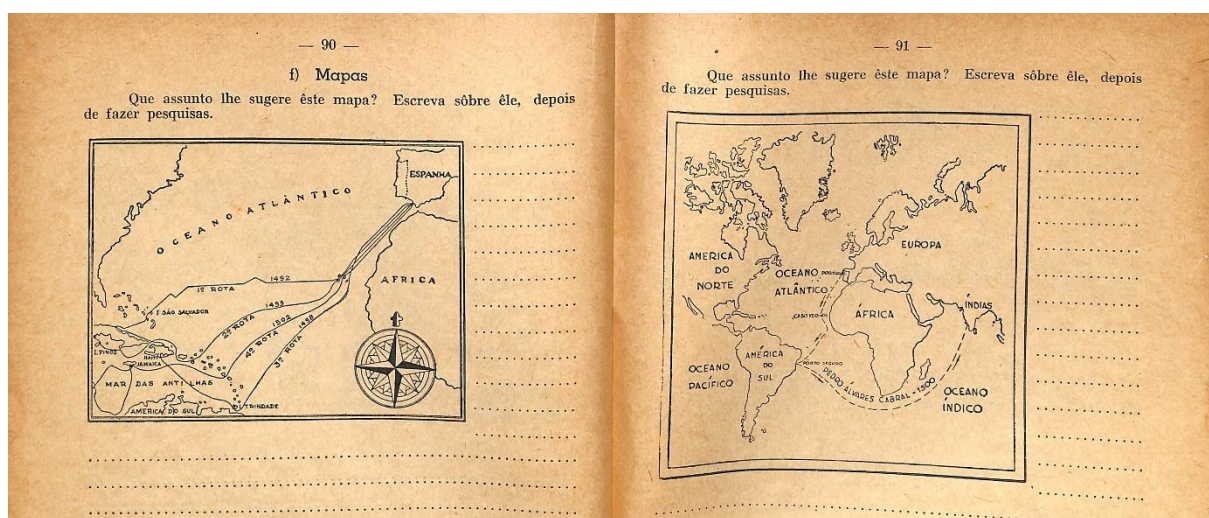 — 90 —
f) Mapas
Que assunto lhe sugere êste mapa? Escreva sôbre êle, depois
de fazer pesquisas.
ESPANHA
OCEANO ATLÂNTICO
AFRICA
1492
1ª ROTA
I SÃO SALVADOR
1493
2ª ROTA
1502
4ª ROTA
1498
3ª ROTA
I. PINOS
HAITI
JAMAICA
MAR DAS ANTILHAS
AMERICA DO SUL
I. TRINDADE
— 91 —
Que assunto lhe sugere êste mapa? Escreva sôbre êle, depois
de fazer pesquisas.
EUROPA
AMERICA
DO
NORTE
OCEANO
ATLÂNTICO
PORTUGAL
CABO VERDE
ÁFRICA
ÍNDIAS
OCEANO
PACÍFICO
AMÉRICA
DO
SUL
PORTO SEGURO
PEDRO ALVARES CABRAL - 1500
OCEANO
ÍNDICO